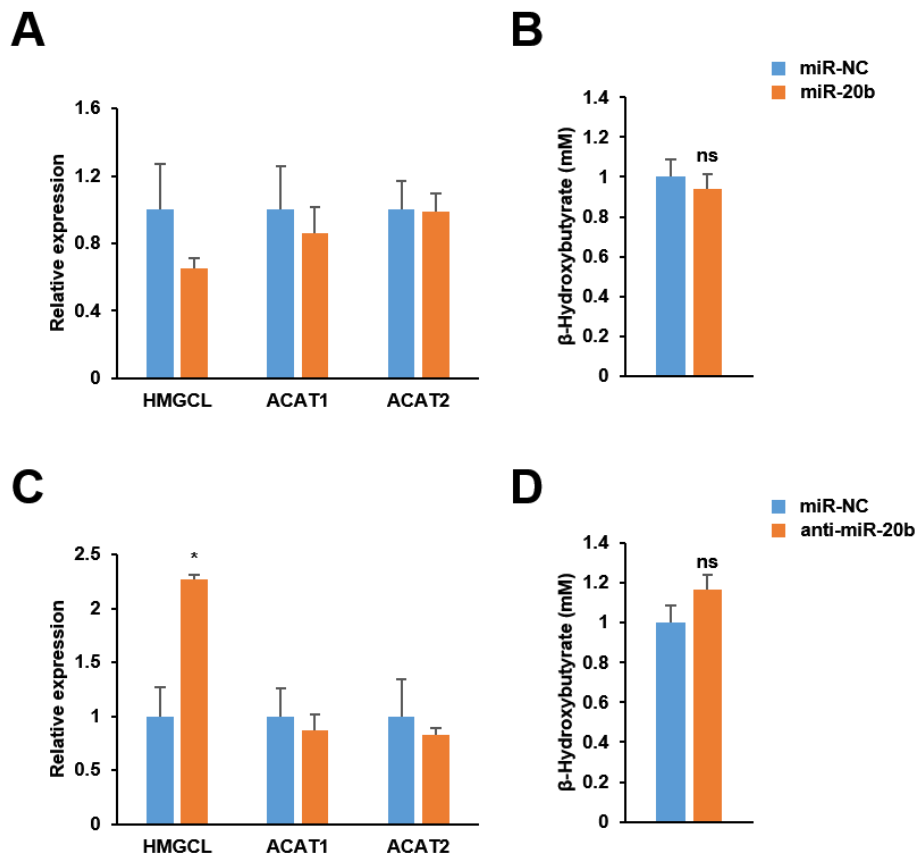 A
B
miR-NC
miR-20b
Relative expression
1.6
1.2
0.8
0.4
0
HMGCL
ACAT1
ACAT2
β-Hydroxybutyrate (mM)
1.4
1.2
1
0.8
0.6
0.4
0.2
0
ns
C
D
miR-NC
anti-miR-20b
Relative expression
2.5
2
1.5
1
0.5
0
*
HMGCL
ACAT1
ACAT2
β-Hydroxybutyrate (mM)
1.4
1.2
1
0.8
0.6
0.4
0.2
0
ns